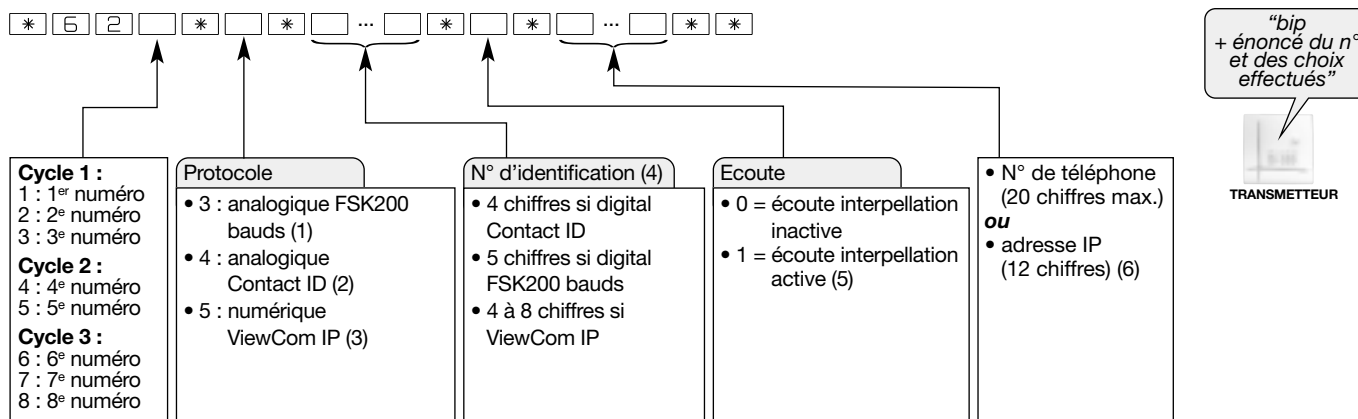 * 6 2 * * ... * * ... * *
“bip
+ énoncé du n°
et des choix
effectués”
TRANSMETTEUR
Cycle 1 :
1 : 1er numéro
2 : 2e numéro
3 : 3e numéro
Cycle 2 :
4 : 4e numéro
5 : 5e numéro
Cycle 3 :
6 : 6e numéro
7 : 7e numéro
8 : 8e numéro
Protocole
• 3 : analogique FSK200
bauds (1)
• 4 : analogique
Contact ID (2)
• 5 : numérique
ViewCom IP (3)
N° d’identification (4)
• 4 chiffres si digital
Contact ID
• 5 chiffres si digital
FSK200 bauds
• 4 à 8 chiffres si
ViewCom IP
Ecoute
• 0 = écoute interpellation
inactive
• 1 = écoute interpellation
active (5)
• N° de téléphone
(20 chiffres max.)
ou
• adresse IP
(12 chiffres) (6)